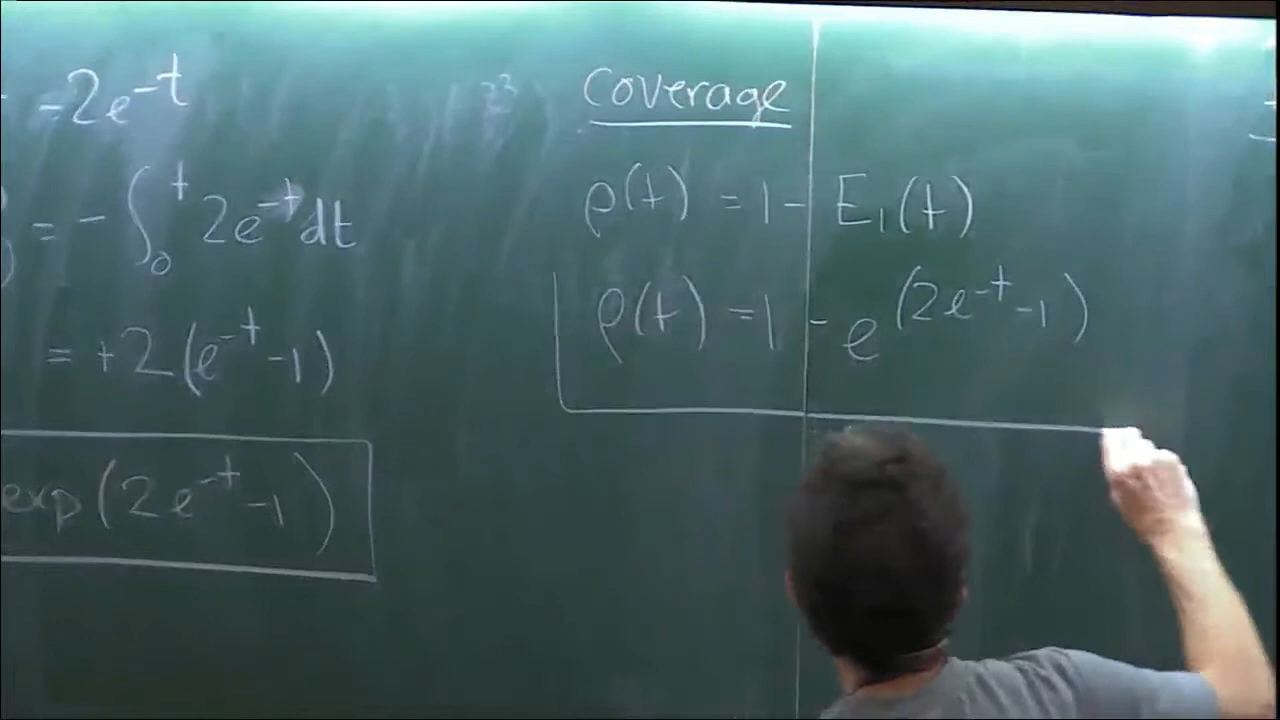 -2e^{-t}
= -∫_0^t 2e^{-t} dt
= +2(e^{-t} -1)
exp(2e^{-t} -1)
Coverage
ρ(t) = 1 - E_1(t)
ρ(t) = 1 - e^{(2e^{-t} -1)}